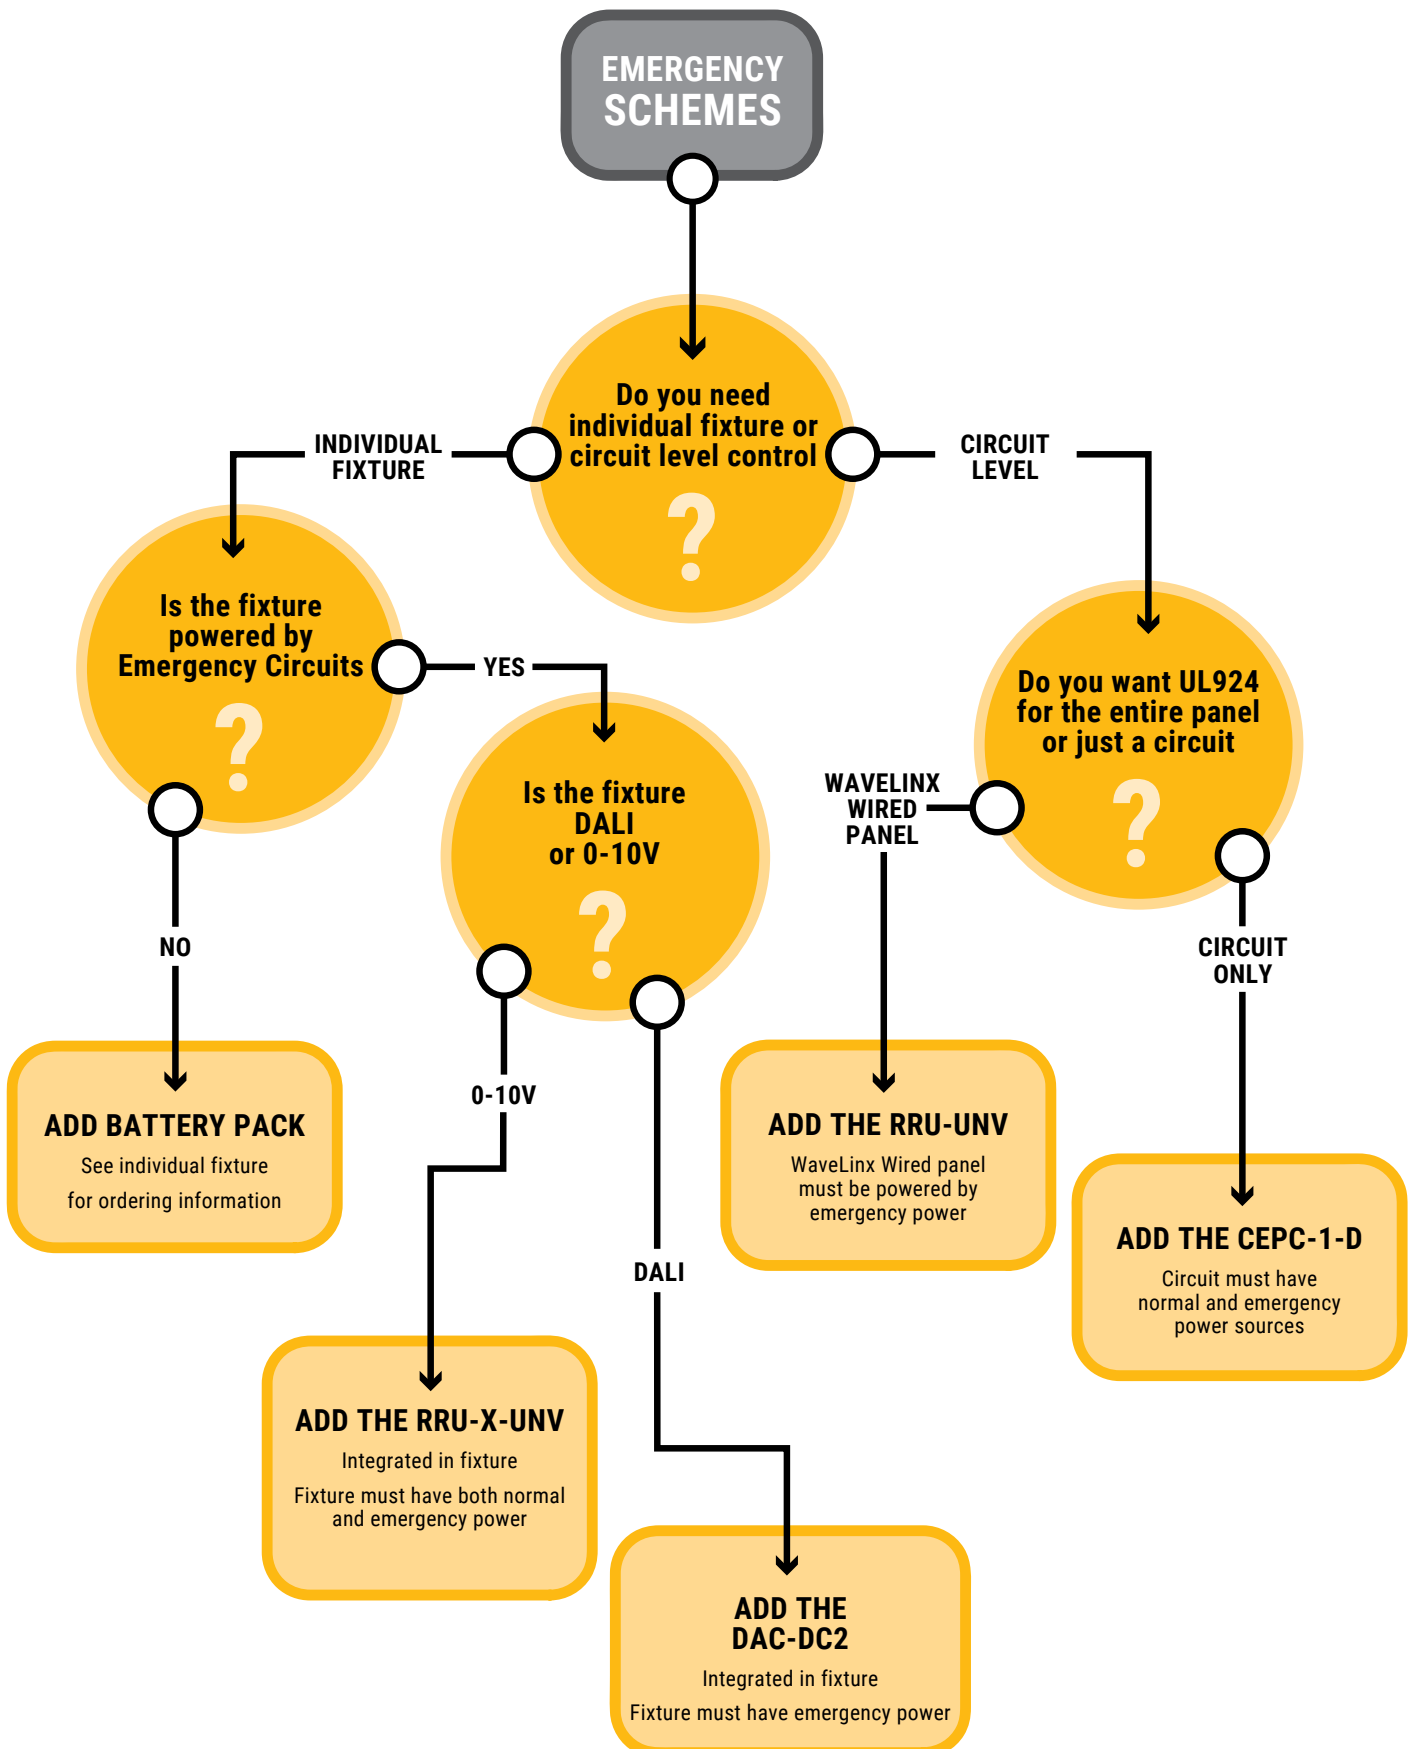 EMERGENCY
SCHEMES
Do you need
individual fixture or
circuit level control
?
INDIVIDUAL
FIXTURE
CIRCUIT
LEVEL
Is the fixture
powered by
Emergency Circuits
?
YES
NO
Is the fixture
DALI
or 0-10V
?
Do you want UL924
for the entire panel
or just a circuit
?
WAVELINX
WIRED
PANEL
CIRCUIT
ONLY
0-10V
DALI
ADD BATTERY PACK
See individual fixture
for ordering information
ADD THE RRU-UNV
WaveLinx Wired panel
must be powered by
emergency power
ADD THE CEPC-1-D
Circuit must have
normal and emergency
power sources
ADD THE RRU-X-UNV
Integrated in fixture
Fixture must have both normal
and emergency power
ADD THE
DAC-DC2
Integrated in fixture
Fixture must have emergency power